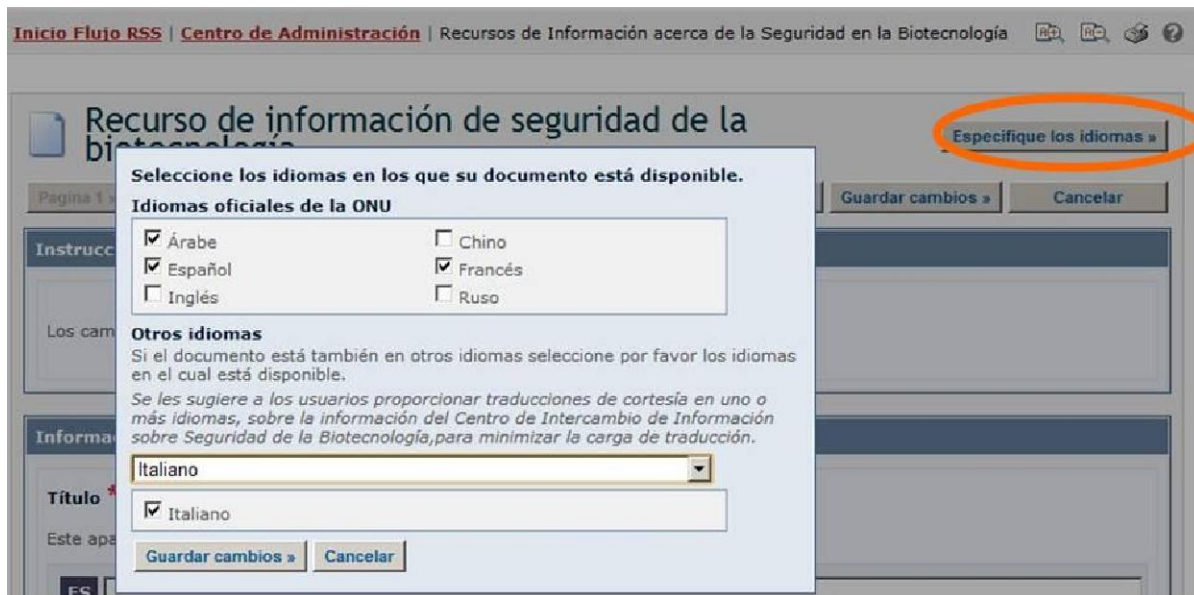 Inicio Flujo RSS | Centro de Administración | Recursos de Información acerca de la Seguridad en la Biotecnología
Recurso de información de seguridad de la
biotecnología
Especifique los idiomas »
Pagina 1 »
Guardar cambios »
Cancelar
Seleccione los idiomas en los que su documento está disponible.
Idiomas oficiales de la ONU
Árabe
Chino
Español
Francés
Inglés
Ruso
Instrucc
Los cam
Otros idiomas
Si el documento está también en otros idiomas seleccione por favor los idiomas
en el cual está disponible.
Se les sugiere a los usuarios proporcionar traducciones de cortesía en uno o
más idiomas, sobre la información del Centro de Intercambio de Información
sobre Seguridad de la Biotecnología,para minimizar la carga de traducción.
Informa
Italiano
Título *
Italiano
Este apa
Guardar cambios »
Cancelar
ES